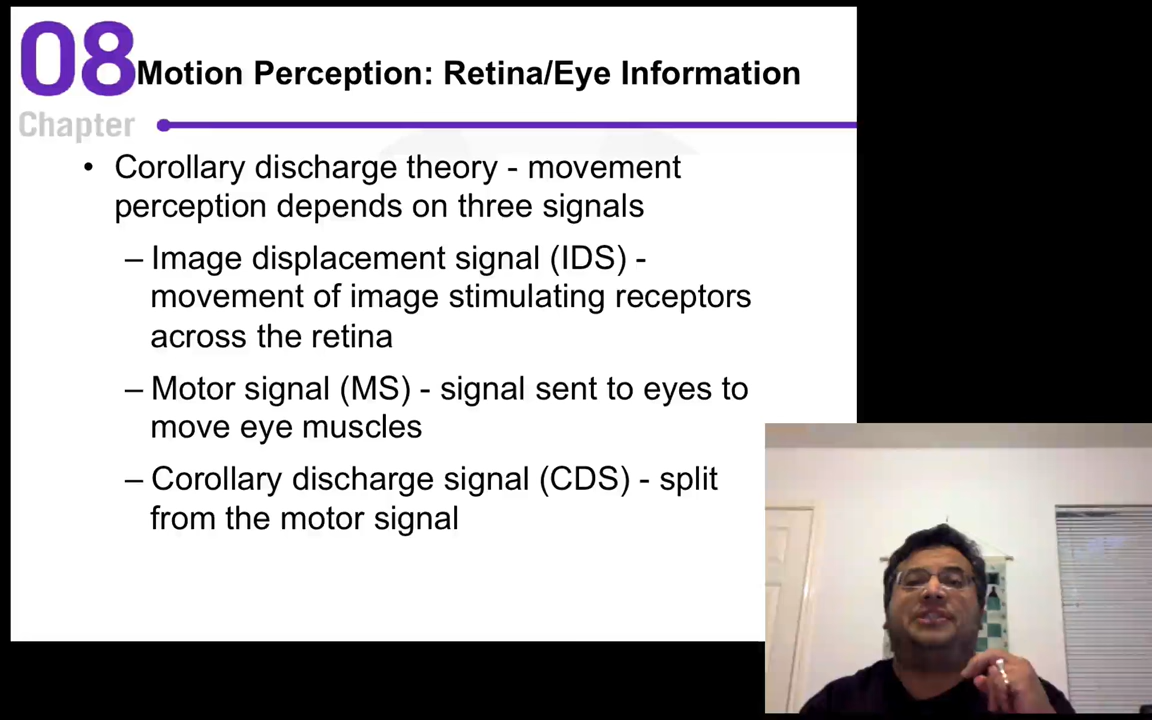 08
Motion Perception: Retina/Eye Information
Chapter
• Corollary discharge theory - movement
perception depends on three signals
– Image displacement signal (IDS) -
movement of image stimulating receptors
across the retina
– Motor signal (MS) - signal sent to eyes to
move eye muscles
– Corollary discharge signal (CDS) - split
from the motor signal